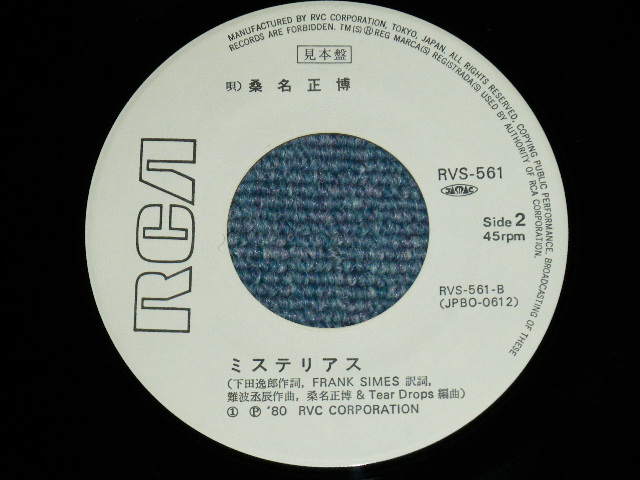 MANUFACTURED BY RVC CORPORATION, TOKYO, JAPAN. ALL RIGHTS RESERVED, COPYING PUBLIC PERFORMANCE, BROADCASTING OF THESE
RECORDS ARE FORBIDDEN. TM(S) ® REG MARCA(S) REGISTRADA(S) USED BY AUTHORITY OF RCA CORPORATION.
見本盤
唄) 桑名正博
RCA
RVS-561
JASRAC
Side 2
45rpm
RVS-561-B
(JPBO-0612)
ミステリアス
(下田逸郎作詞, FRANK SIMES 訳詞,
難波丞辰作曲, 桑名正博 & Tear Drops 編曲)
① Ⓟ '80 RVC CORPORATION